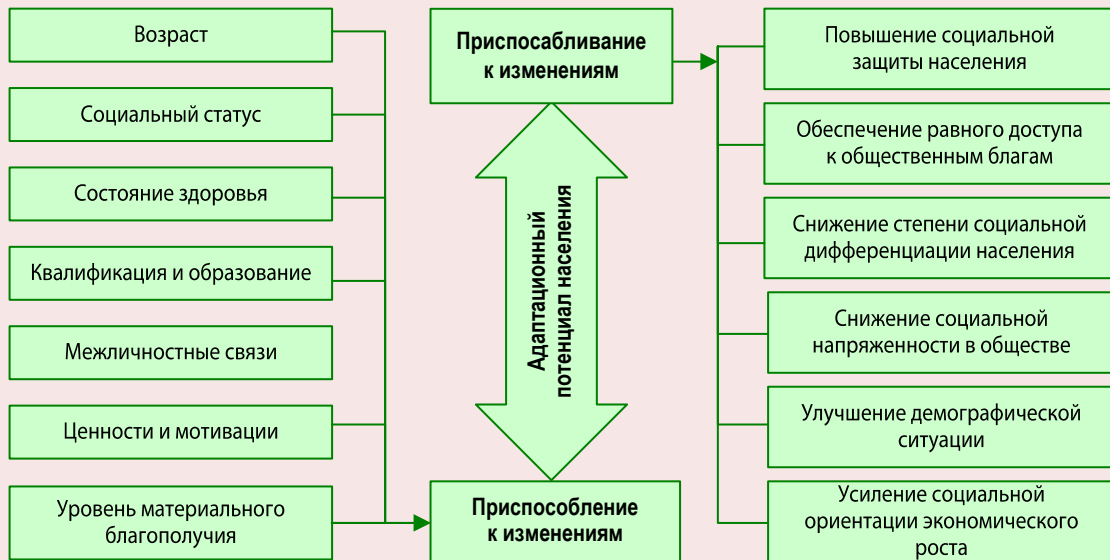 Возраст
Социальный статус
Состояние здоровья
Квалификация и образование
Межличностные связи
Ценности и мотивации
Уровень материального
благополучия
Приспосабливание
к изменениям
Адаптационный
потенциал населения
Приспособление
к изменениям
Повышение социальной
защиты населения
Обеспечение равного доступа
к общественным благам
Снижение степени социальной
дифференциации населения
Снижение социальной
напряженности в обществе
Улучшение демографической
ситуации
Усиление социальной
ориентации экономического
роста